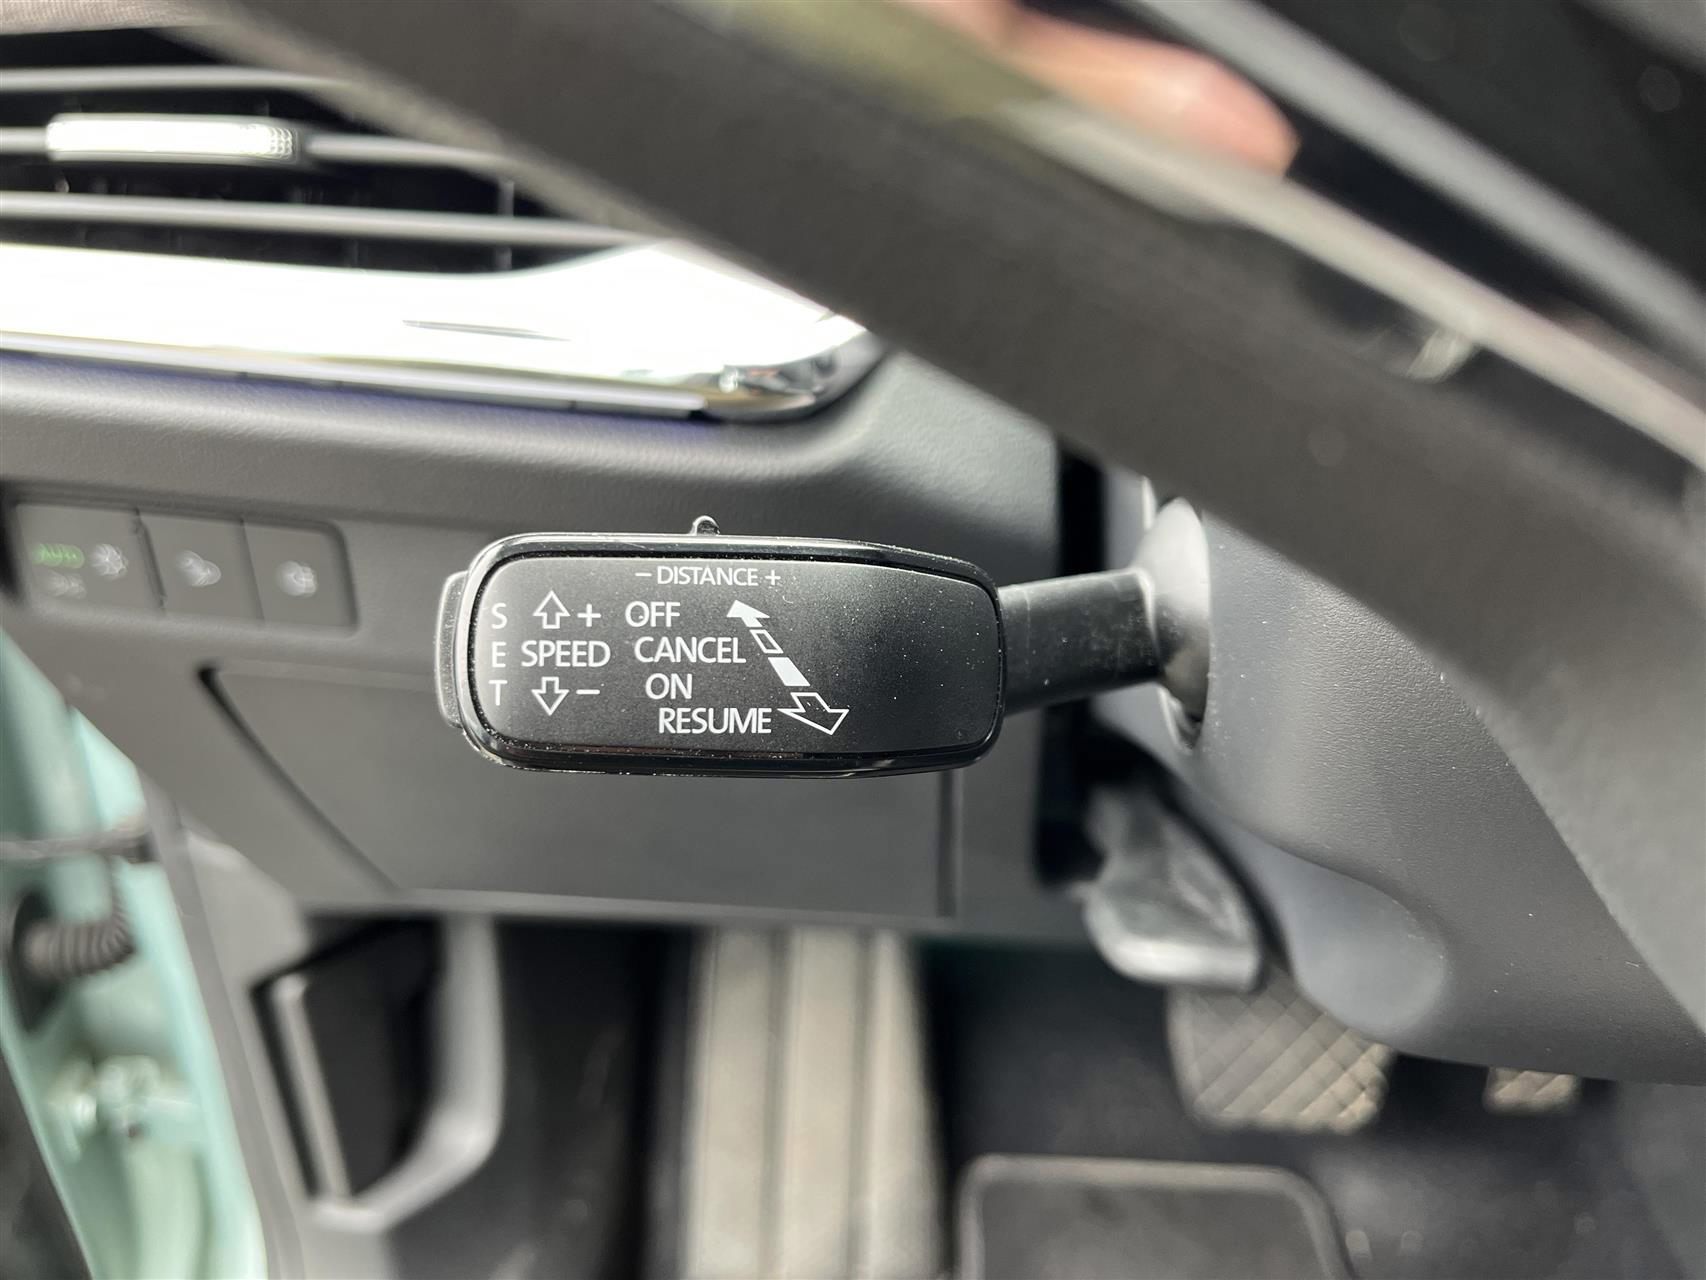 − DISTANCE +
S ⇧ + OFF
E SPEED CANCEL
T ⇩ − ON
RESUME
AUTO